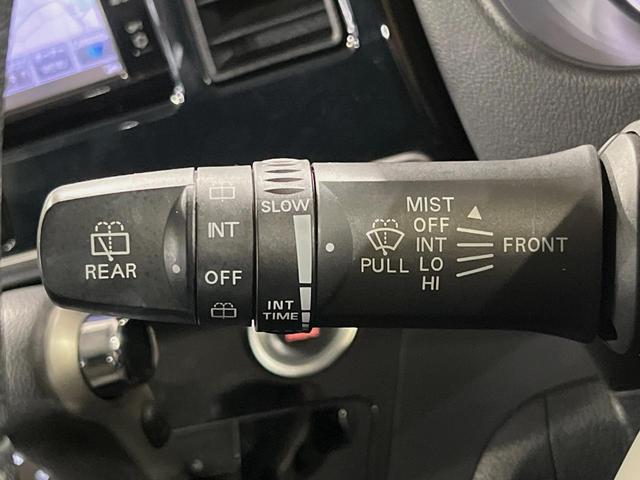 REAR
INT
OFF
SLOW
INT
TIME
PULL
MIST
OFF
INT
LO
HI
FRONT